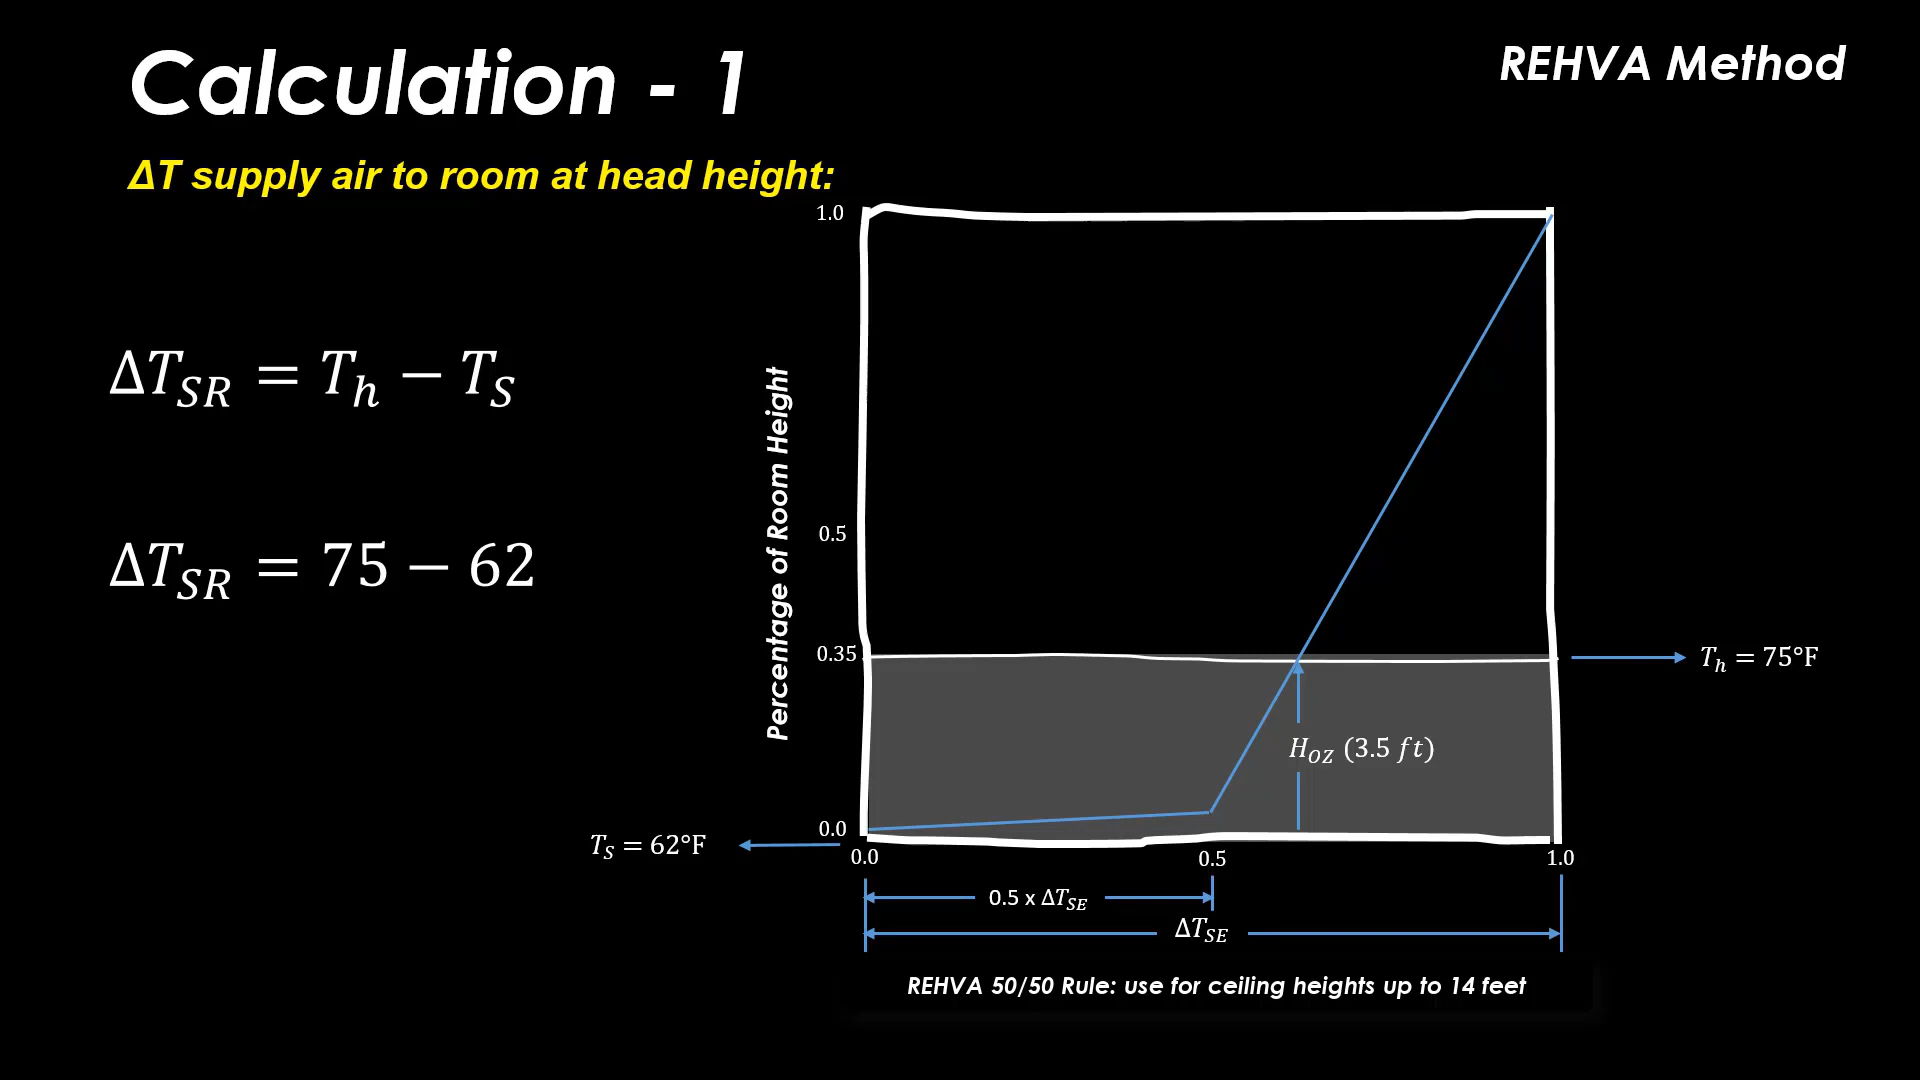 Calculation - 1
REHVA Method
ΔT supply air to room at head height:
ΔT_SR = T_h − T_S
ΔT_SR = 75 − 62
Percentage of Room Height
1.0
0.5
0.35
0.0
T_h = 75°F
H_OZ (3.5 ft)
T_S = 62°F
0.0
0.5
1.0
0.5 x ΔT_SE
ΔT_SE
REHVA 50/50 Rule: use for ceiling heights up to 14 feet